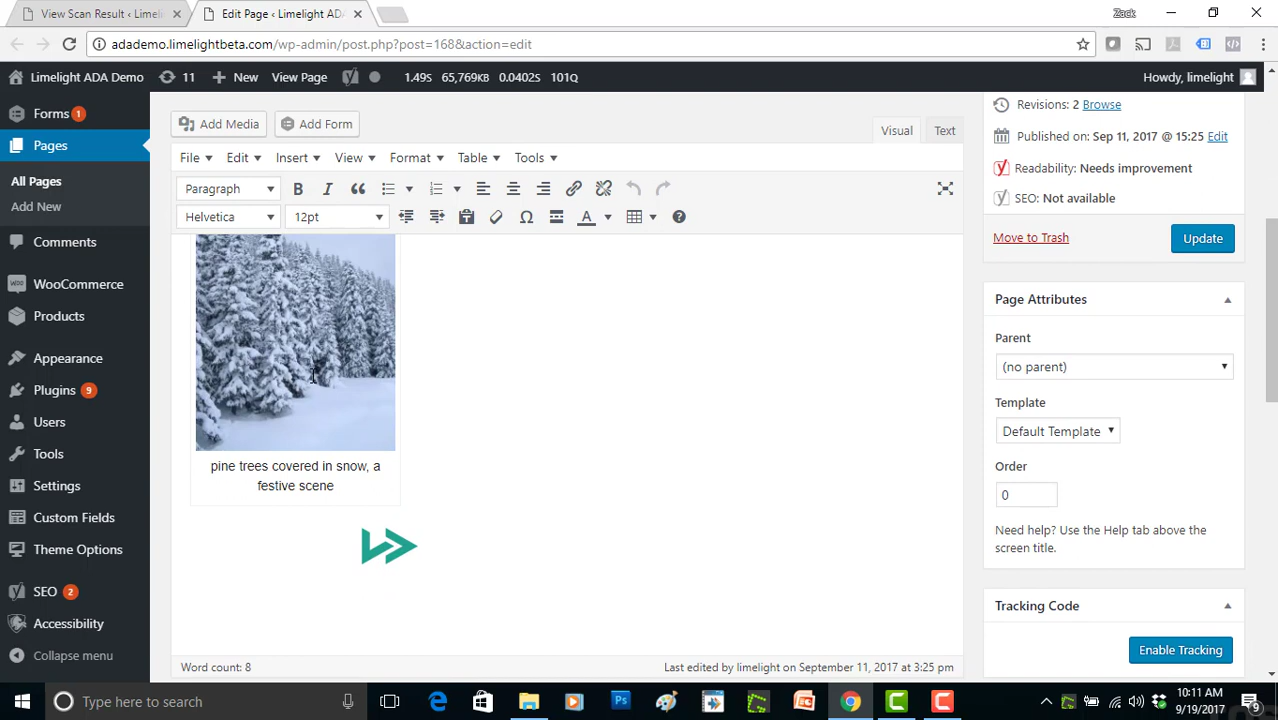 View Scan Result ‹ Limeli
Edit Page ‹ Limelight AD
Zack
adademo.limelightbeta.com/wp-admin/post.php?post=168&action=edit
Limelight ADA Demo
11
New
View Page
1.49S
65,769KB
0.0402S
101Q
Howdy, limelight
Forms 1
Pages
All Pages
Add New
Comments
WooCommerce
Products
Appearance
Plugins 9
Users
Tools
Settings
Custom Fields
Theme Options
SEO 2
Accessibility
Collapse menu
Add Media
Add Form
Visual
Text
File
Edit
Insert
View
Format
Table
Tools
Paragraph
Helvetica
12pt
pine trees covered in snow, a
festive scene
Word count: 8
Last edited by limelight on September 11, 2017 at 3:25 pm
Revisions: 2 Browse
Published on: Sep 11, 2017 @ 15:25 Edit
Readability: Needs improvement
SEO: Not available
Move to Trash
Update
Page Attributes
Parent
(no parent)
Template
Default Template
Order
0
Need help? Use the Help tab above the
screen title.
Tracking Code
Enable Tracking
Type here to search
10:11 AM
9/19/2017
9